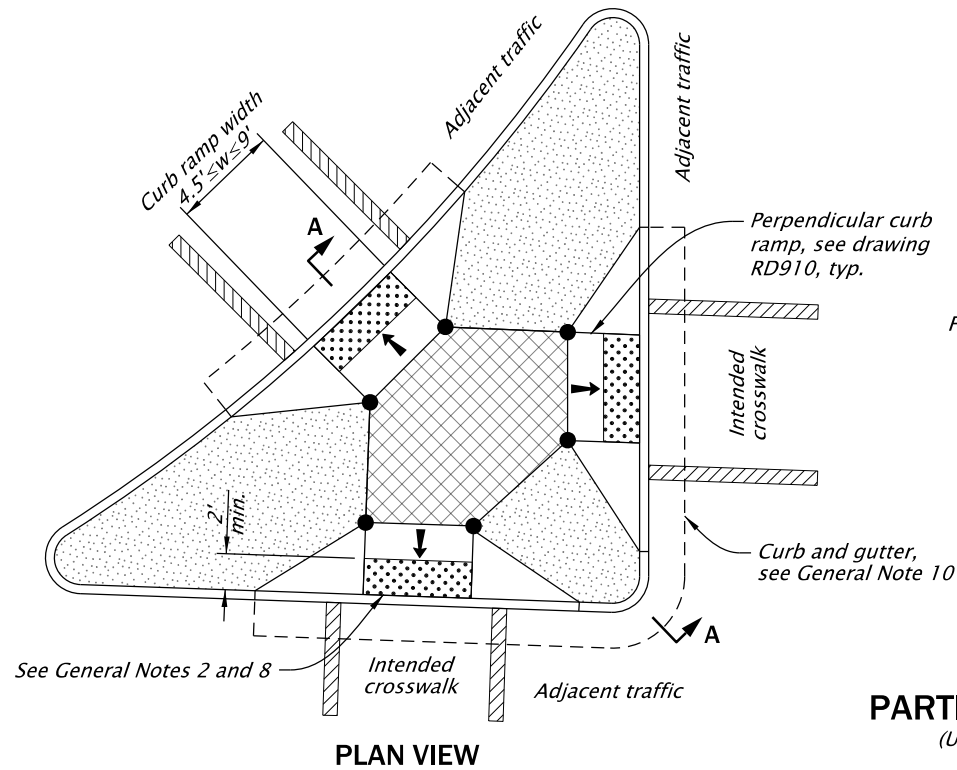 Adjacent traffic
Adjacent traffic
Curb ramp width
4.5'≤w≤9'
A
Perpendicular curb
ramp, see drawing
RD910, typ.
Intended
crosswalk
2'
min.
Curb and gutter,
see General Note 10
A
See General Notes 2 and 8
Intended
crosswalk
Adjacent traffic
PLAN VIEW